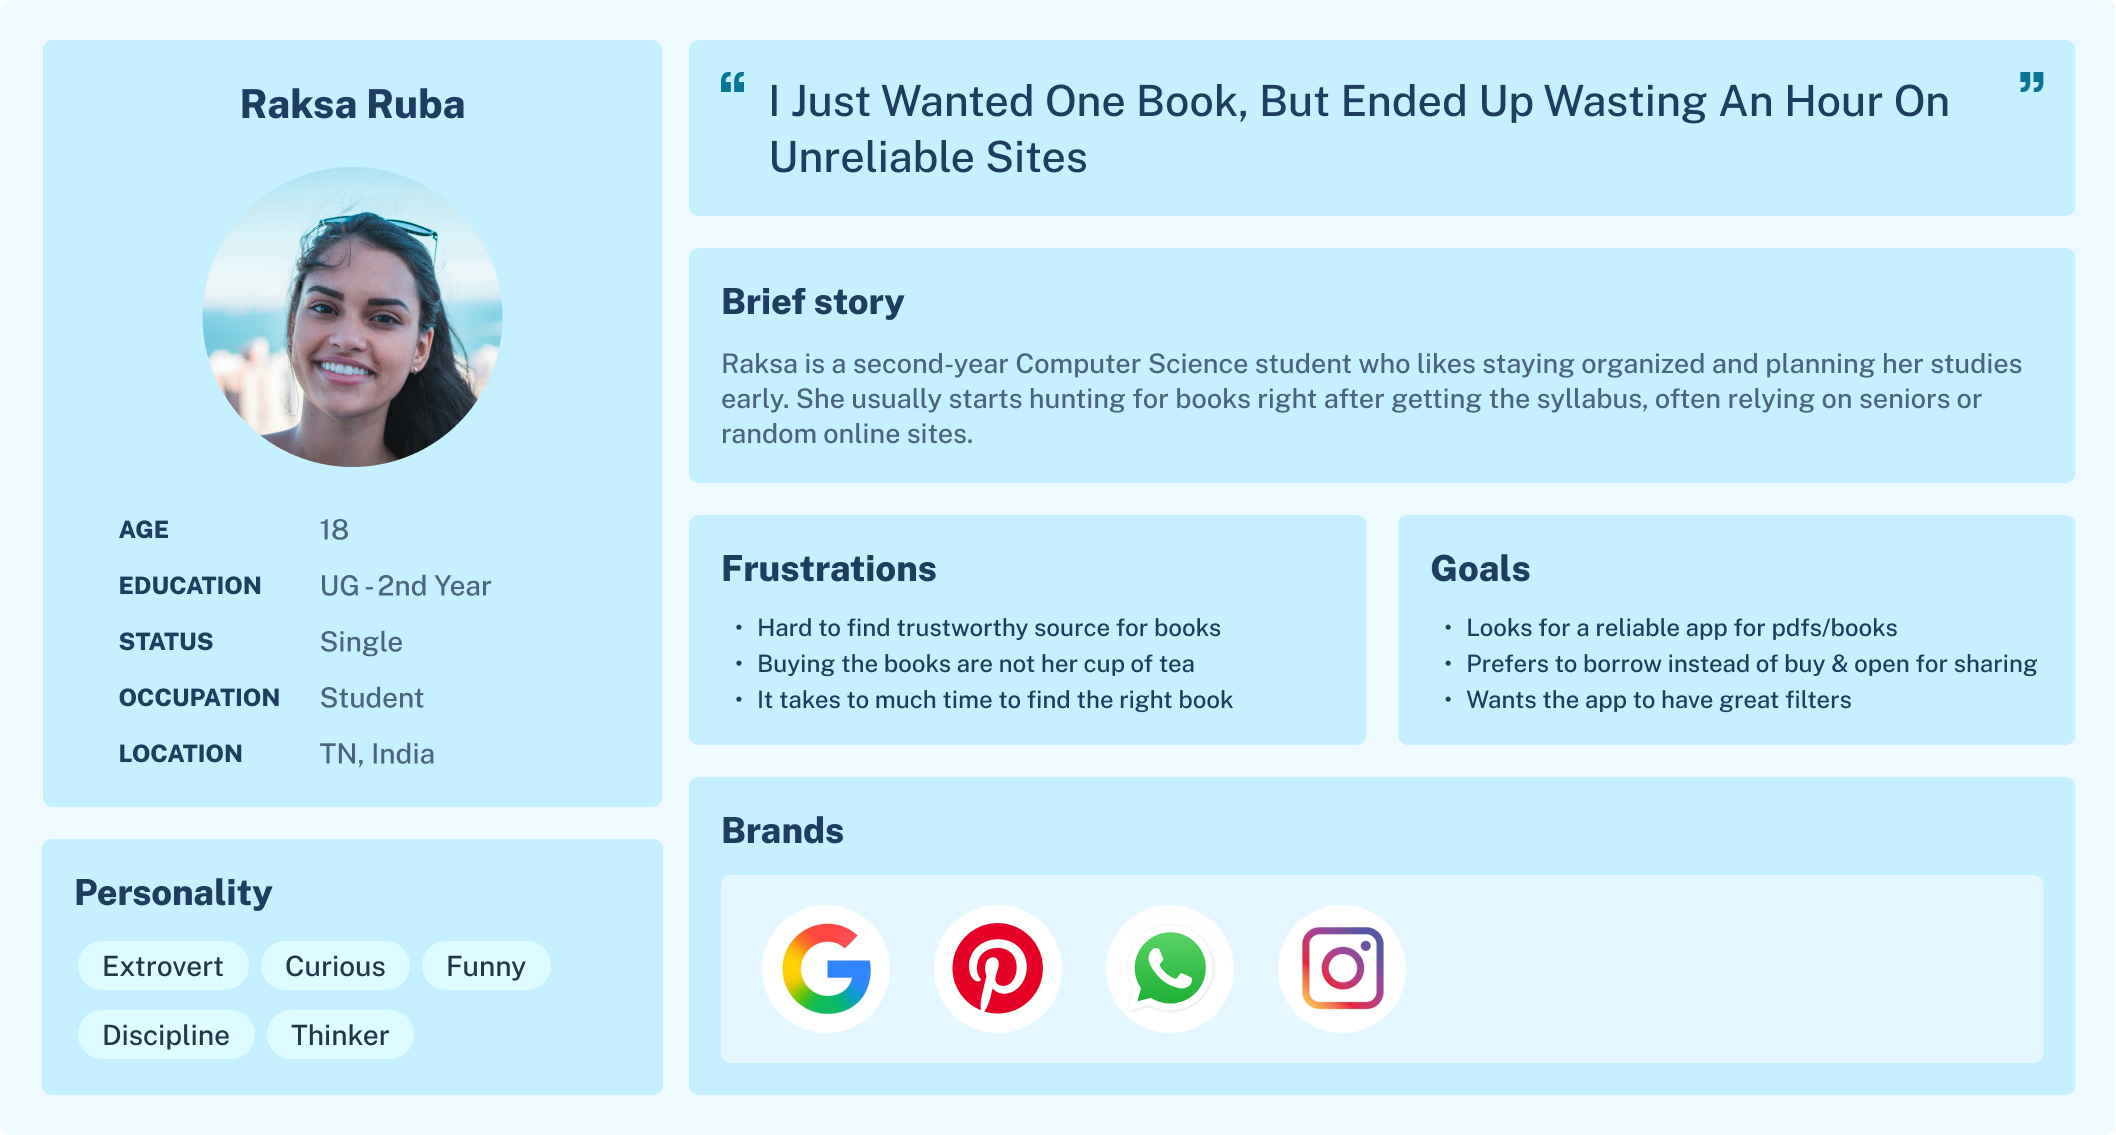 Raksa Ruba
AGE 18
EDUCATION UG - 2nd Year
STATUS Single
OCCUPATION Student
LOCATION TN, India
Personality
Extrovert
Curious
Funny
Discipline
Thinker
“ I Just Wanted One Book, But Ended Up Wasting An Hour On ”
Unreliable Sites
Brief story
Raksa is a second-year Computer Science student who likes staying organized and planning her studies
early. She usually starts hunting for books right after getting the syllabus, often relying on seniors or
random online sites.
Frustrations
• Hard to find trustworthy source for books
• Buying the books are not her cup of tea
• It takes to much time to find the right book
Goals
• Looks for a reliable app for pdfs/books
• Prefers to borrow instead of buy & open for sharing
• Wants the app to have great filters
Brands